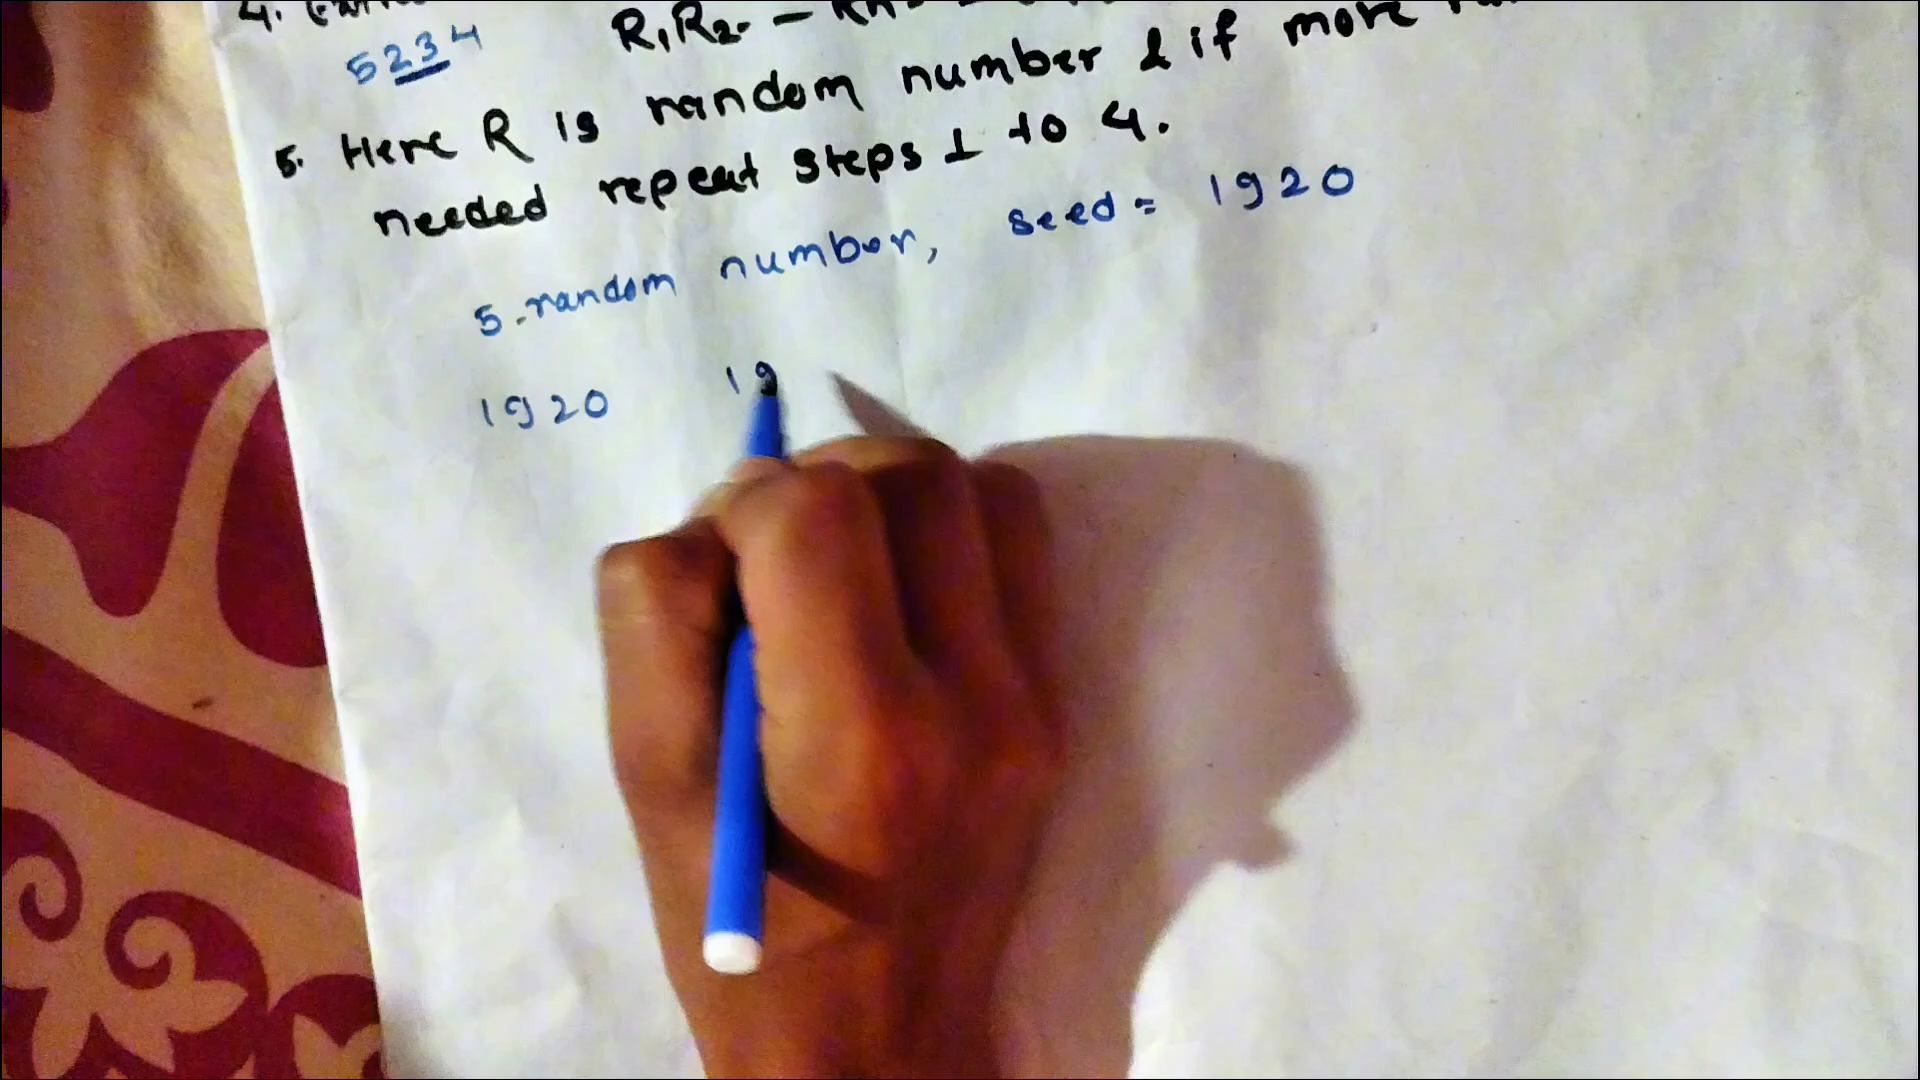 4.
R1R2. —
5234
5. Here R is random number & if more
needed repeat steps 1 to 4.
5. random number, seed = 1920
1920 19